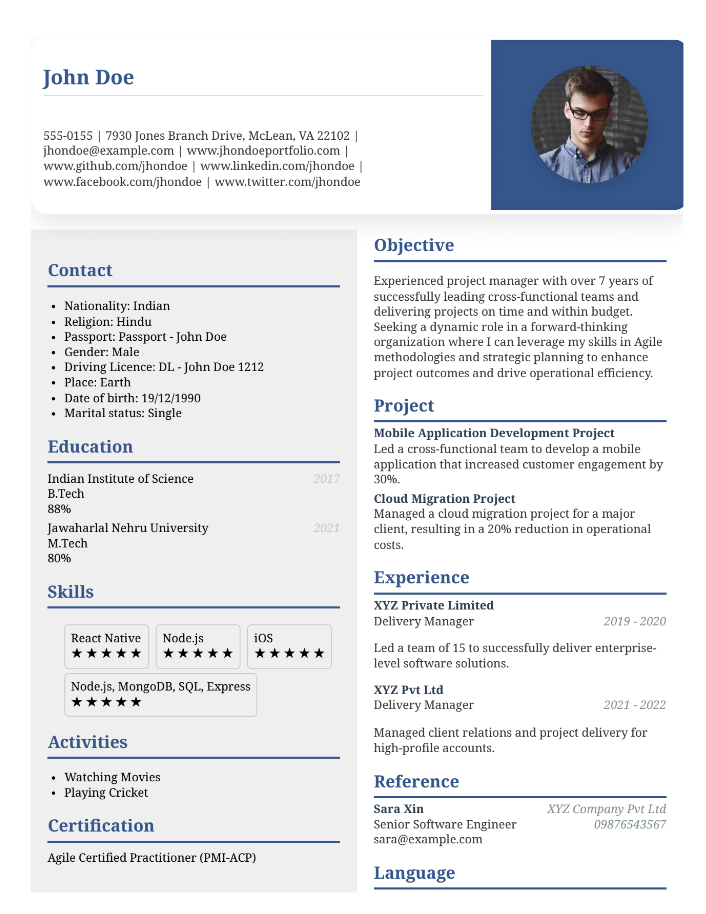 John Doe
555-0155 | 7930 Jones Branch Drive, McLean, VA 22102 |
jhondoe@example.com | www.jhondoeportfolio.com |
www.github.com/jhondoe | www.linkedin.com/jhondoe |
www.facebook.com/jhondoe | www.twitter.com/jhondoe
Contact
• Nationality: Indian
• Religion: Hindu
• Passport: Passport - John Doe
• Gender: Male
• Driving Licence: DL - John Doe 1212
• Place: Earth
• Date of birth: 19/12/1990
• Marital status: Single
Education
Indian Institute of Science 2017
B.Tech
88%
Jawaharlal Nehru University 2021
M.Tech
80%
Skills
React Native Node.js iOS
★★★★★ ★★★★★ ★★★★★
Node.js, MongoDB, SQL, Express
★★★★★
Activities
• Watching Movies
• Playing Cricket
Certification
Agile Certified Practitioner (PMI-ACP)
Objective
Experienced project manager with over 7 years of
successfully leading cross-functional teams and
delivering projects on time and within budget.
Seeking a dynamic role in a forward-thinking
organization where I can leverage my skills in Agile
methodologies and strategic planning to enhance
project outcomes and drive operational efficiency.
Project
Mobile Application Development Project
Led a cross-functional team to develop a mobile
application that increased customer engagement by
30%.
Cloud Migration Project
Managed a cloud migration project for a major
client, resulting in a 20% reduction in operational
costs.
Experience
XYZ Private Limited
Delivery Manager 2019 - 2020
Led a team of 15 to successfully deliver enterprise-
level software solutions.
XYZ Pvt Ltd
Delivery Manager 2021 - 2022
Managed client relations and project delivery for
high-profile accounts.
Reference
Sara Xin XYZ Company Pvt Ltd
Senior Software Engineer 09876543567
sara@example.com
Language